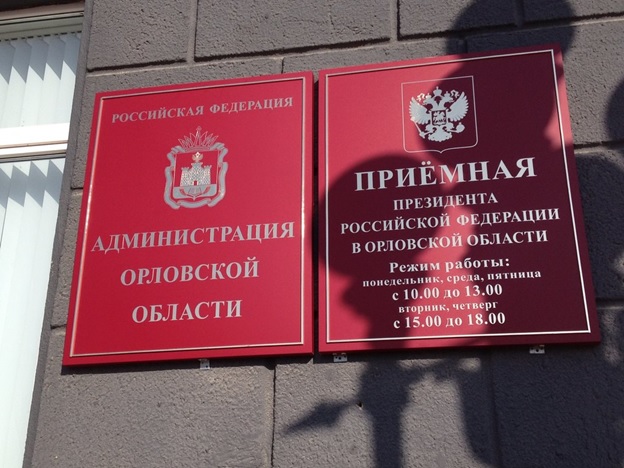 РОССИЙСКАЯ ФЕДЕРАЦИЯ
АДМИНИСТРАЦИЯ
ОРЛОВСКОЙ
ОБЛАСТИ
ПРИЁМНАЯ
ПРЕЗИДЕНТА
РОССИЙСКОЙ ФЕДЕРАЦИИ
В ОРЛОВСКОЙ ОБЛАСТИ
Режим работы:
понедельник, среда, пятница
с 10.00 до 13.00
вторник, четверг
с 15.00 до 18.00